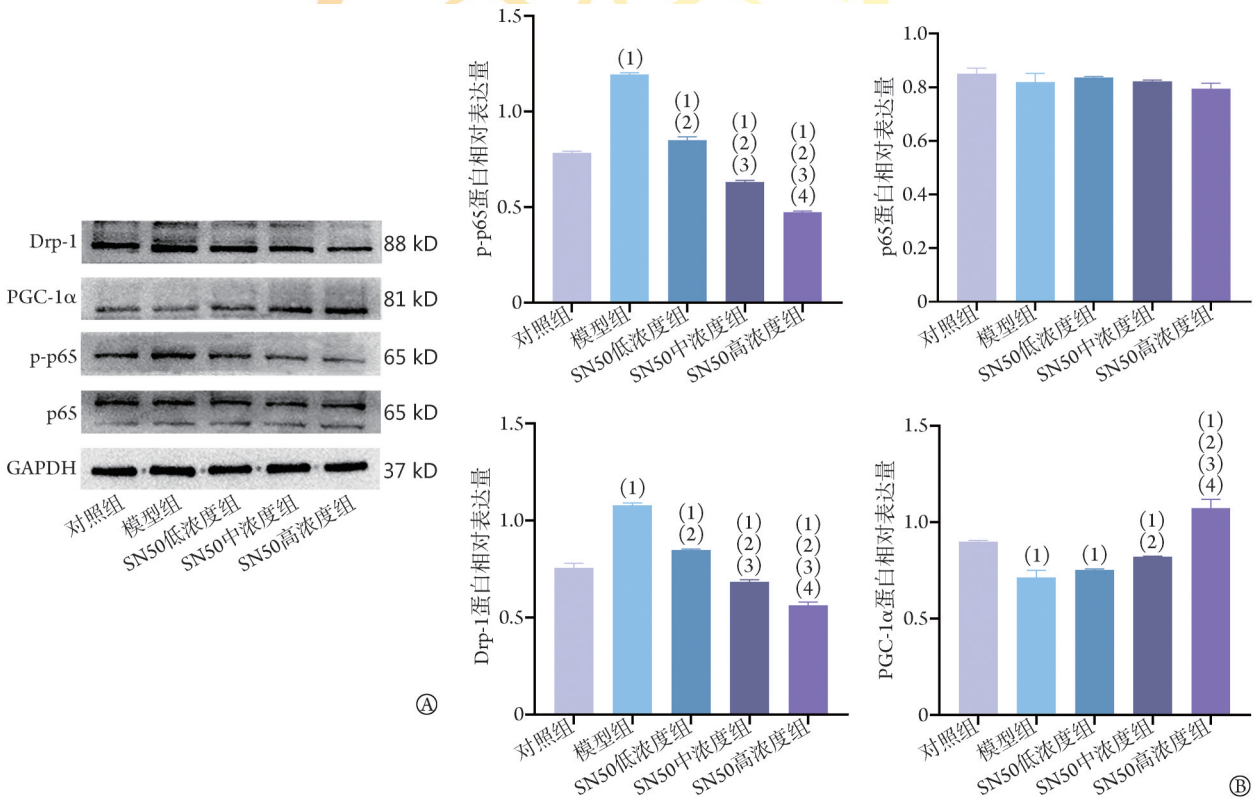 Drp-1
88 kD
PGC-1α
81 kD
p-p65
65 kD
p65
65 kD
GAPDH
37 kD
对照组
模型组
SN50低浓度组
SN50中浓度组
SN50高浓度组
A
p-p65蛋白相对表达量
1.5
1.0
0.5
0
(1)
(1)
(2)
(1)
(2)
(3)
(1)
(2)
(3)
(4)
对照组
模型组
SN50低浓度组
SN50中浓度组
SN50高浓度组
p65蛋白相对表达量
1.0
0.8
0.6
0.4
0.2
0
对照组
模型组
SN50低浓度组
SN50中浓度组
SN50高浓度组
Drp-1蛋白相对表达量
1.5
1.0
0.5
0
(1)
(1)
(2)
(1)
(2)
(3)
(1)
(2)
(3)
(4)
对照组
模型组
SN50低浓度组
SN50中浓度组
SN50高浓度组
PGC-1α蛋白相对表达量
1.5
1.0
0.5
0
(1)
(1)
(1)
(2)
(1)
(2)
(3)
(4)
对照组
模型组
SN50低浓度组
SN50中浓度组
SN50高浓度组
B